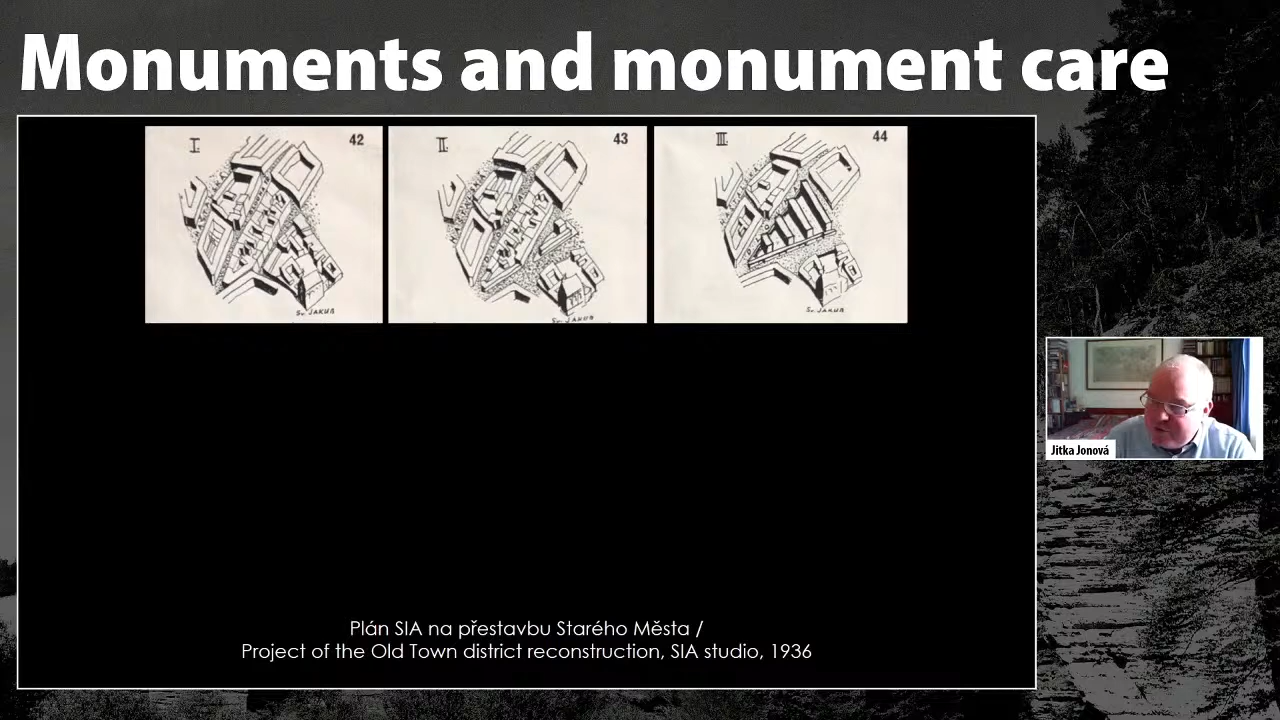 Monuments and monument care
I. 42
II. 43
III. 44
Sv. JAKUB
Sv. JAKUB
Sv. JAKUB
Jitka Jonová
Plán SIA na přestavbu Starého Města /
Project of the Old Town district reconstruction, SIA studio, 1936